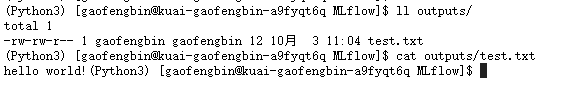 (Python3) [gaofengbin@kuai-gaofengbin-a9fyqt6q MLflow]$ ll outputs/
total 1
-rw-rw-r-- 1 gaofengbin gaofengbin 12 10月  3 11:04 test.txt
(Python3) [gaofengbin@kuai-gaofengbin-a9fyqt6q MLflow]$ cat outputs/test.txt
hello world!(Python3) [gaofengbin@kuai-gaofengbin-a9fyqt6q MLflow]$